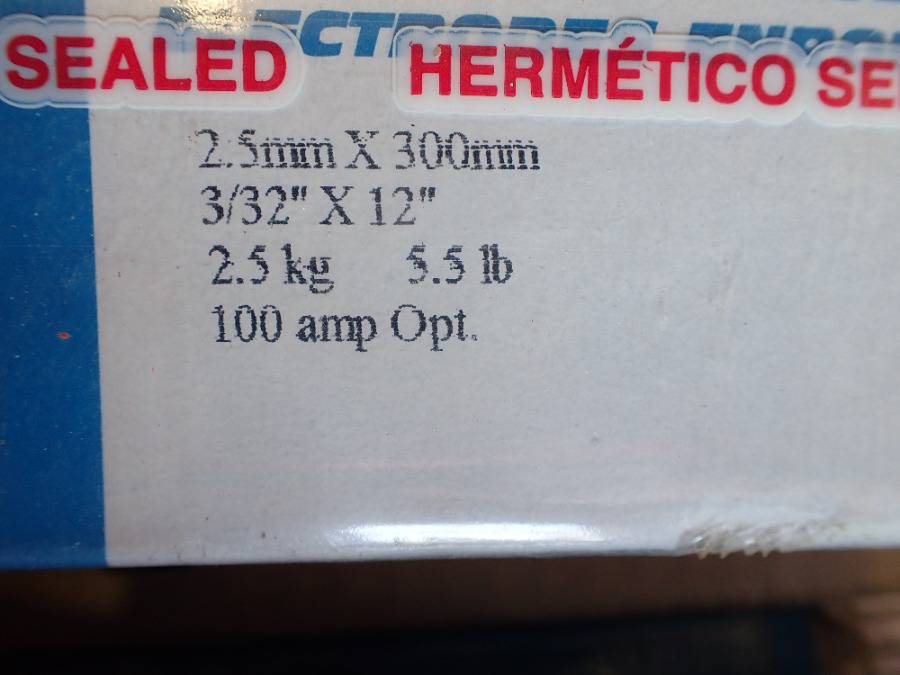 SEALED HERMÉTICO
2.5mm X 300mm
3/32" X 12"
2.5 kg 5.5 lb
100 amp Opt.